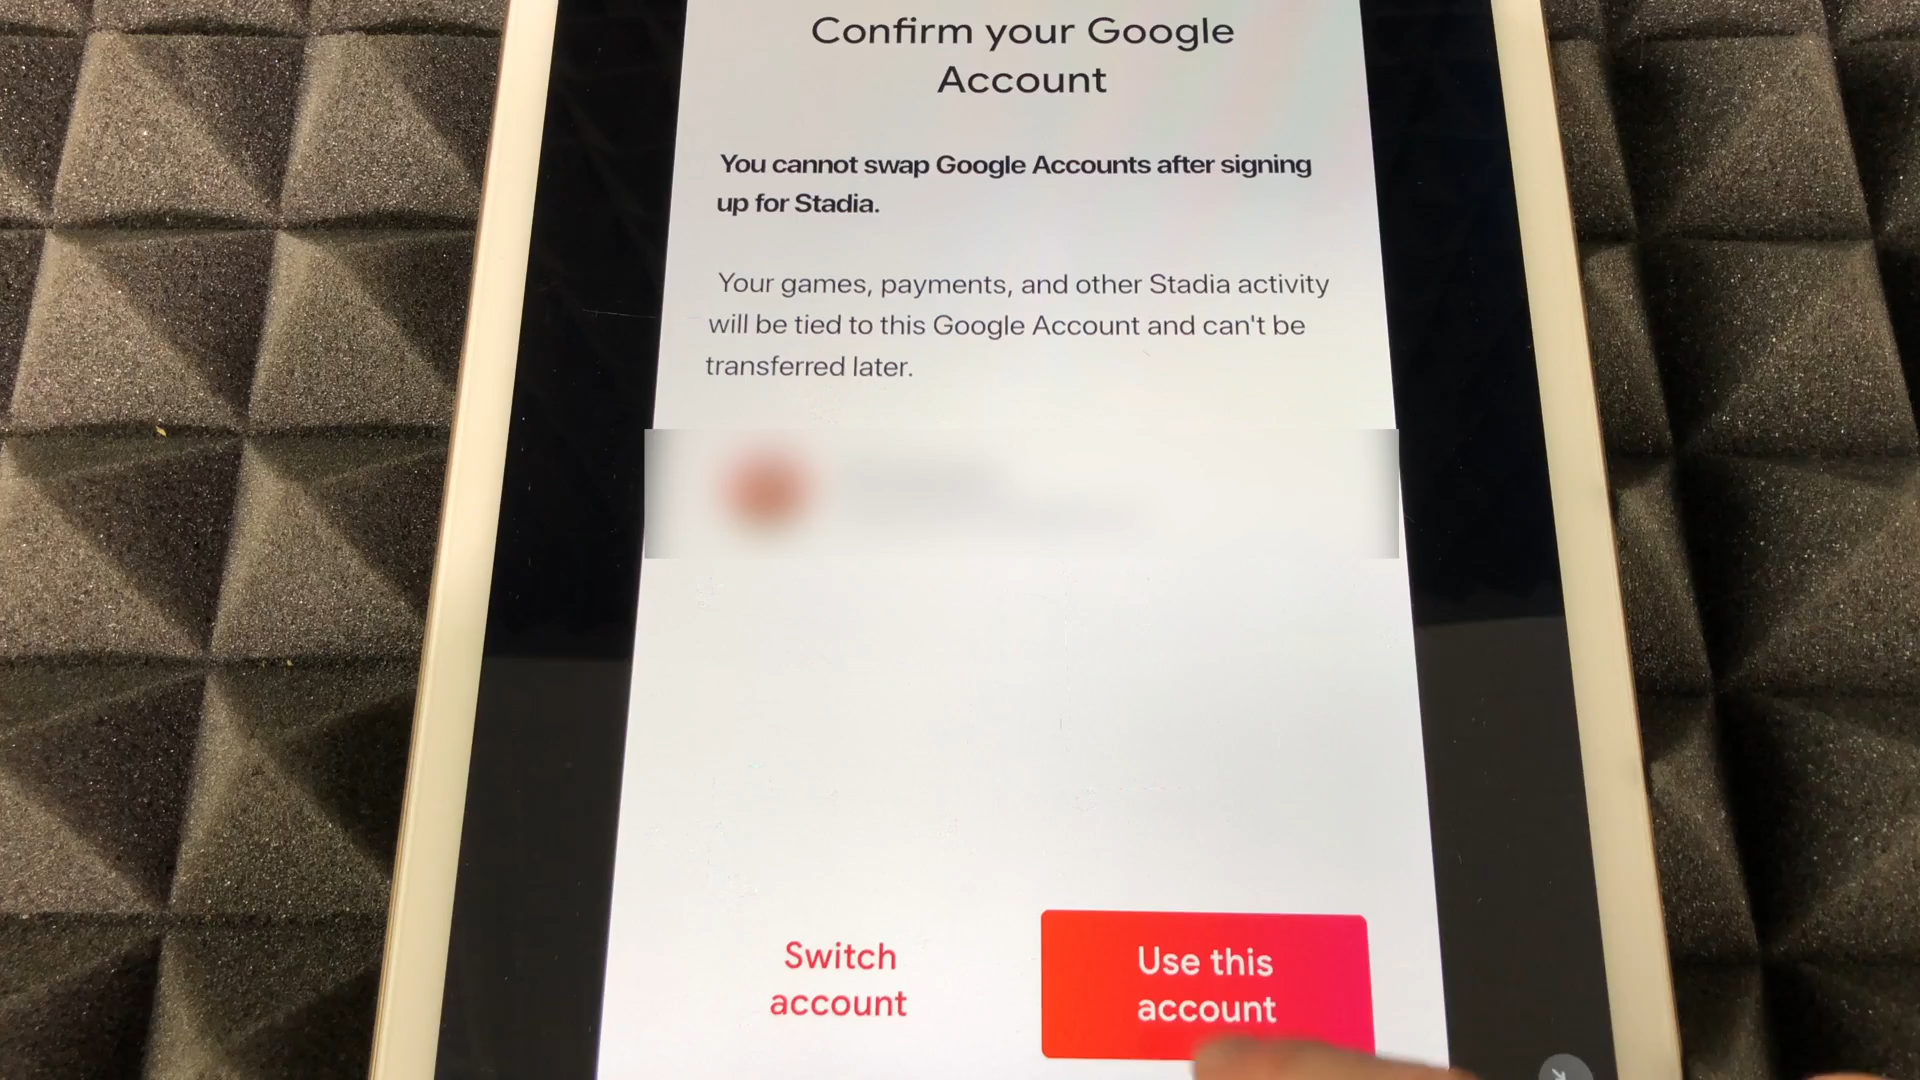 Confirm your Google
Account
You cannot swap Google Accounts after signing
up for Stadia.
Your games, payments, and other Stadia activity
will be tied to this Google Account and can't be
transferred later.
Switch
account
Use this
account